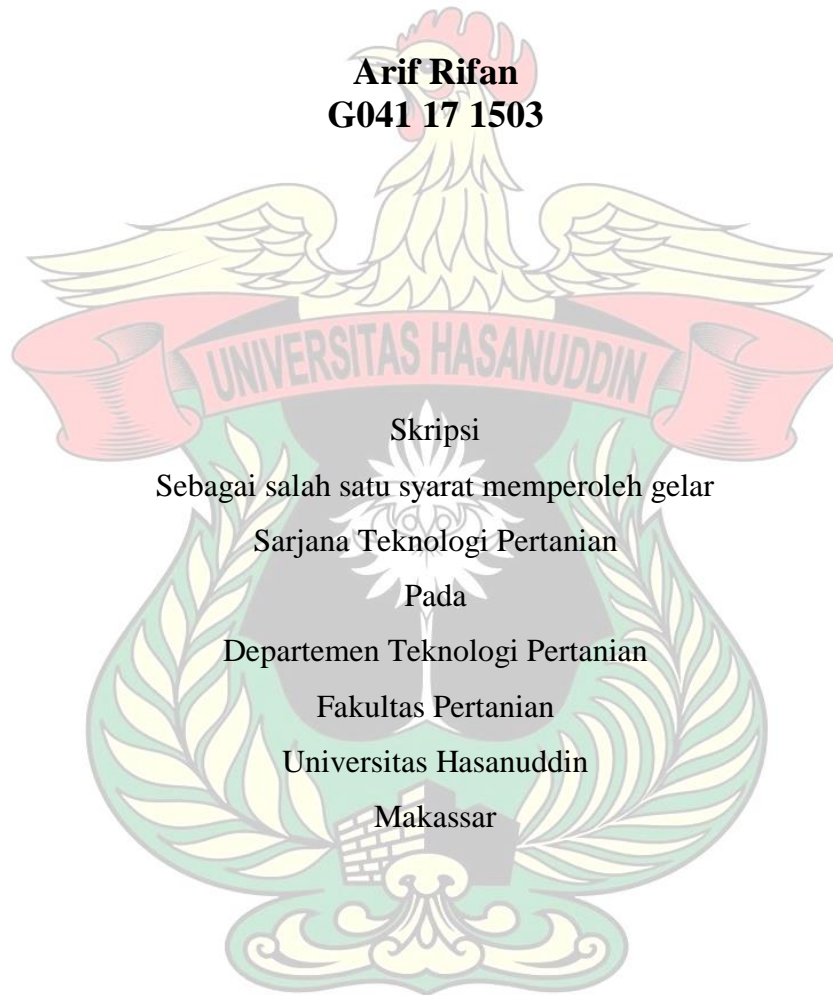 Arif Rifan
G041 17 1503
UNIVERSITAS HASANUDDIN
Skripsi
Sebagai salah satu syarat memperoleh gelar
Sarjana Teknologi Pertanian
Pada
Departemen Teknologi Pertanian
Fakultas Pertanian
Universitas Hasanuddin
Makassar